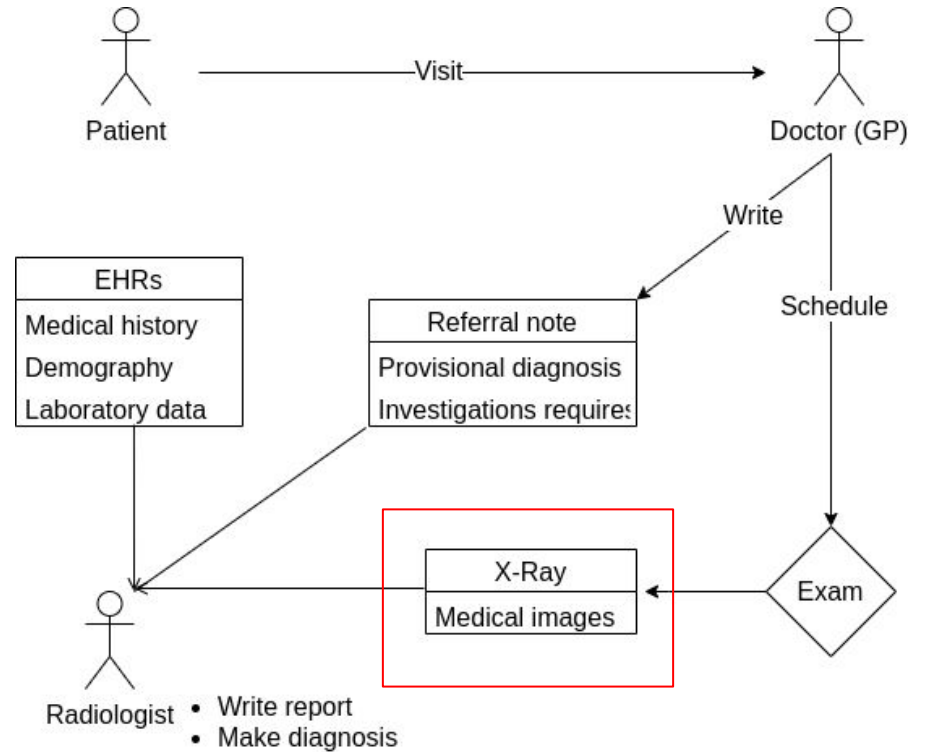 Visit
Patient
Doctor (GP)
Write
EHRs
Medical history
Demography
Laboratory data
Referral note
Provisional diagnosis
Investigations requires
Schedule
X-Ray
Medical images
Exam
Radiologist
• Write report
• Make diagnosis